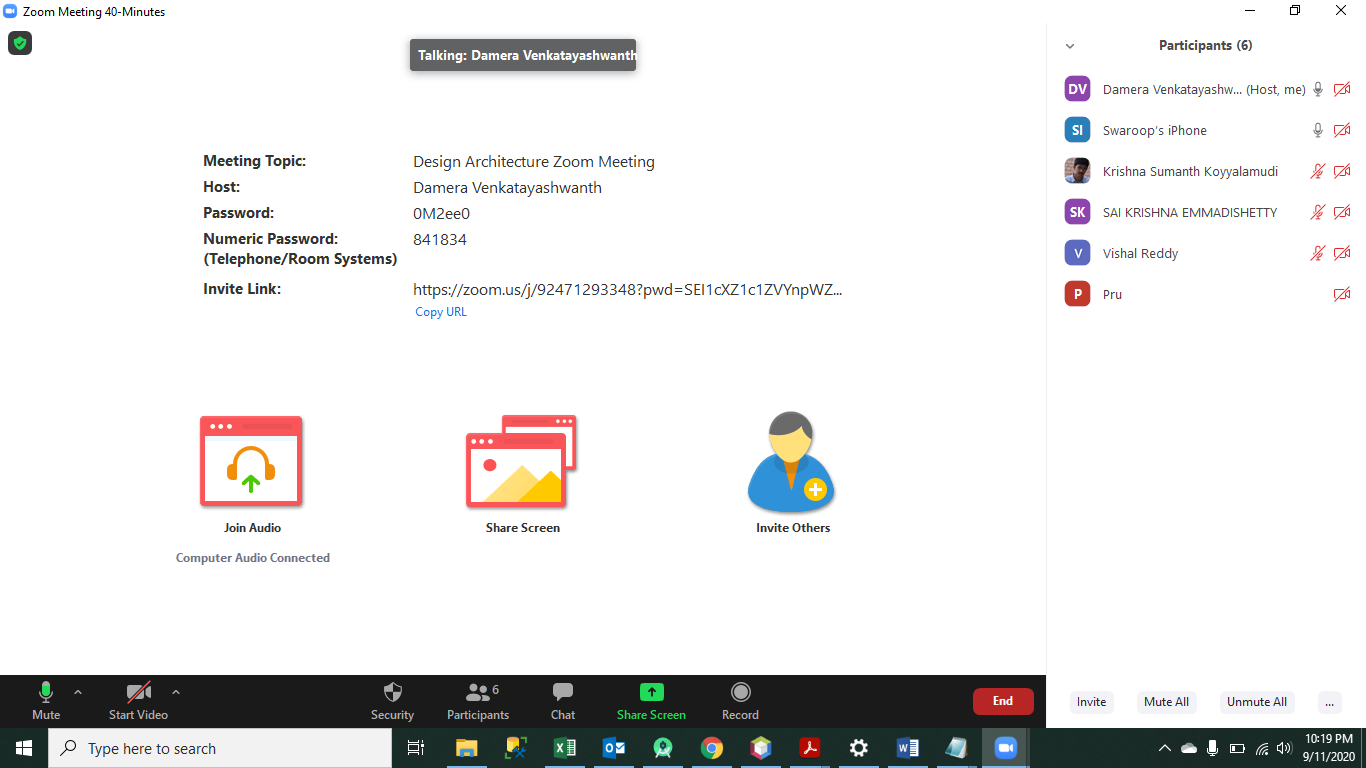 Zoom Meeting 40-Minutes
Talking: Damera Venkatayashwanth
Meeting Topic: Design Architecture Zoom Meeting
Host: Damera Venkatayashwanth
Password: 0M2ee0
Numeric Password: 841834
(Telephone/Room Systems)
Invite Link: https://zoom.us/j/92471293348?pwd=SEI1cXZ1c1ZVYnpWZ...
Copy URL
Join Audio
Share Screen
Invite Others
Computer Audio Connected
Participants (6)
DV Damera Venkatayashw... (Host, me)
SI Swaroop's iPhone
Krishna Sumanth Koyyalamudi
SK SAI KRISHNA EMMADISHETTY
V Vishal Reddy
P Pru
Mute
Start Video
Security
6
Participants
Chat
Share Screen
Record
End
Invite
Mute All
Unmute All
...
Type here to search
10:19 PM
9/11/2020